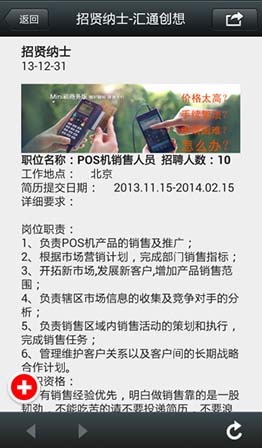 返回
招贤纳士-汇通创想
招贤纳士
13-12-31
价格太高？
怎么办？
职位名称：POS机销售人员 招聘人数：10
工作地点： 北京
简历提交日期： 2013.11.15-2014.02.15
详细要求：
岗位职责：
1、负责POS机产品的销售及推广；
2、根据市场营销计划，完成部门销售指标；
3、开拓新市场,发展新客户,增加产品销售范
围；
4、负责辖区市场信息的收集及竞争对手的分
析；
5、负责销售区域内销售活动的策划和执行，
完成销售任务；
6、管理维护客户关系以及客户间的长期战略
合作计划。
职资格：
有销售经验优先，明白做销售靠的是一股
韧劲，不能吃苦的请不要投递简历，不要浪